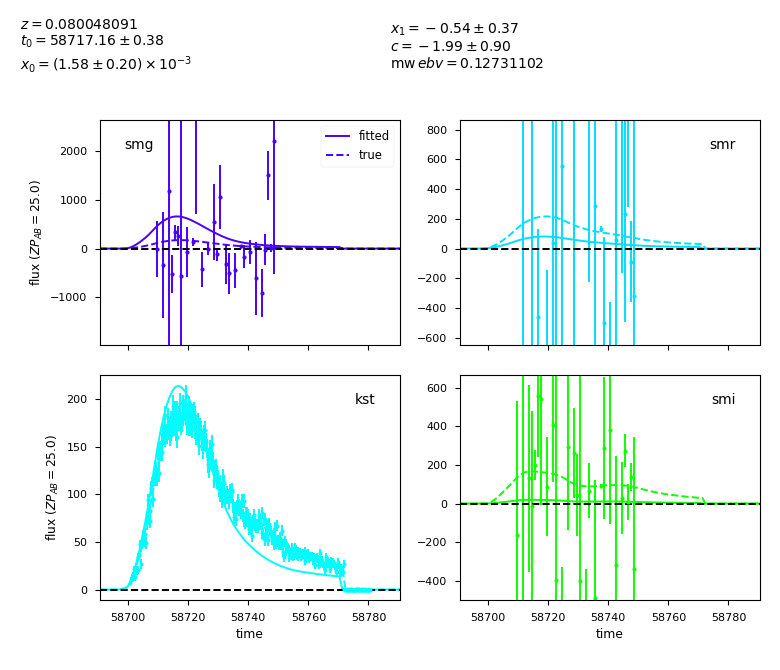 z = 0.080048091
t₀ = 58717.16 ± 0.38
x₀ = (1.58 ± 0.20) × 10⁻³
x₁ = −0.54 ± 0.37
c = −1.99 ± 0.90
mw ebv = 0.12731102
smg
fitted
true
2000
1000
0
−1000
flux (ZP_AB = 25.0)
smr
800
600
400
200
0
−200
−400
−600
kst
200
150
100
50
0
flux (ZP_AB = 25.0)
58700 58720 58740 58760 58780
time
smi
600
400
200
0
−200
−400
58700 58720 58740 58760 58780
time